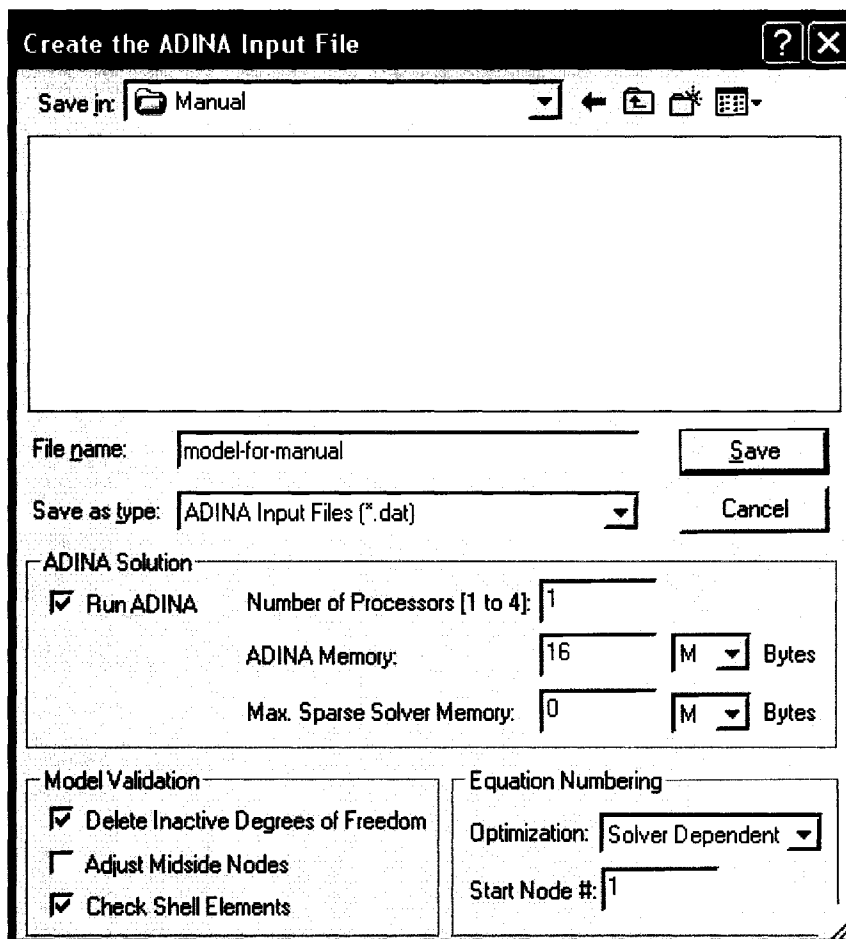 Create the ADINA Input File
Save in: Manual
File name: model-for-manual Save
Save as type: ADINA Input Files (*.dat) Cancel
ADINA Solution
Run ADINA Number of Processors [1 to 4]: 1
ADINA Memory: 16 M Bytes
Max. Sparse Solver Memory: 0 M Bytes
Model Validation
Delete Inactive Degrees of Freedom
Adjust Midside Nodes
Check Shell Elements
Equation Numbering
Optimization: Solver Dependent
Start Node #: 1